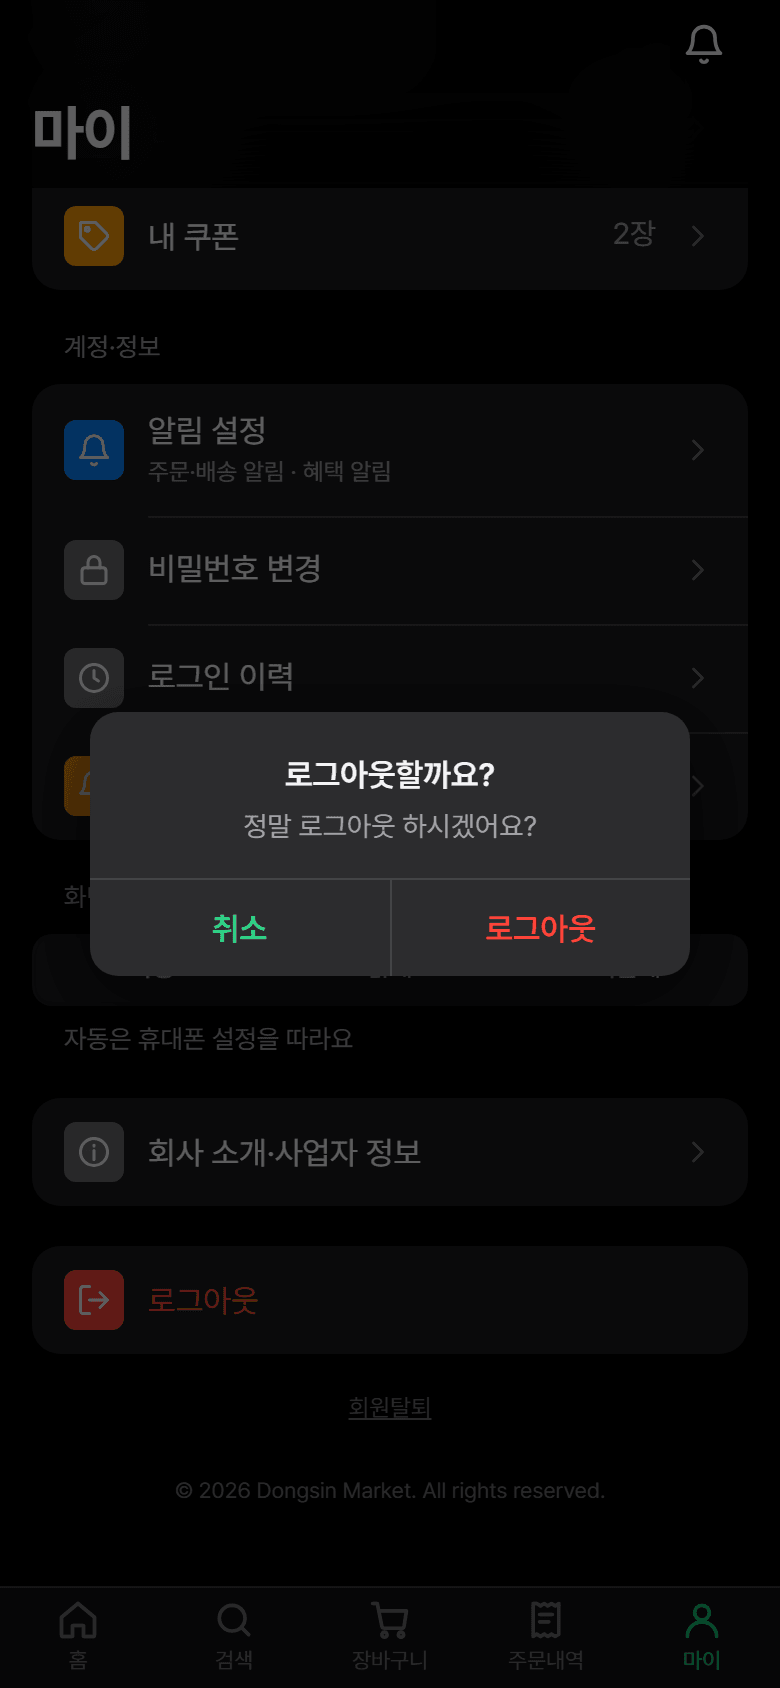 마이
내 쿠폰 2장
계정·정보
알림 설정
주문·배송 알림 · 혜택 알림
비밀번호 변경
로그인 이력
로그아웃할까요?
정말 로그아웃 하시겠어요?
취소 로그아웃
자동은 휴대폰 설정을 따라요
회사 소개·사업자 정보
로그아웃
회원탈퇴
© 2026 Dongsin Market. All rights reserved.
홈 검색 장바구니 주문내역 마이